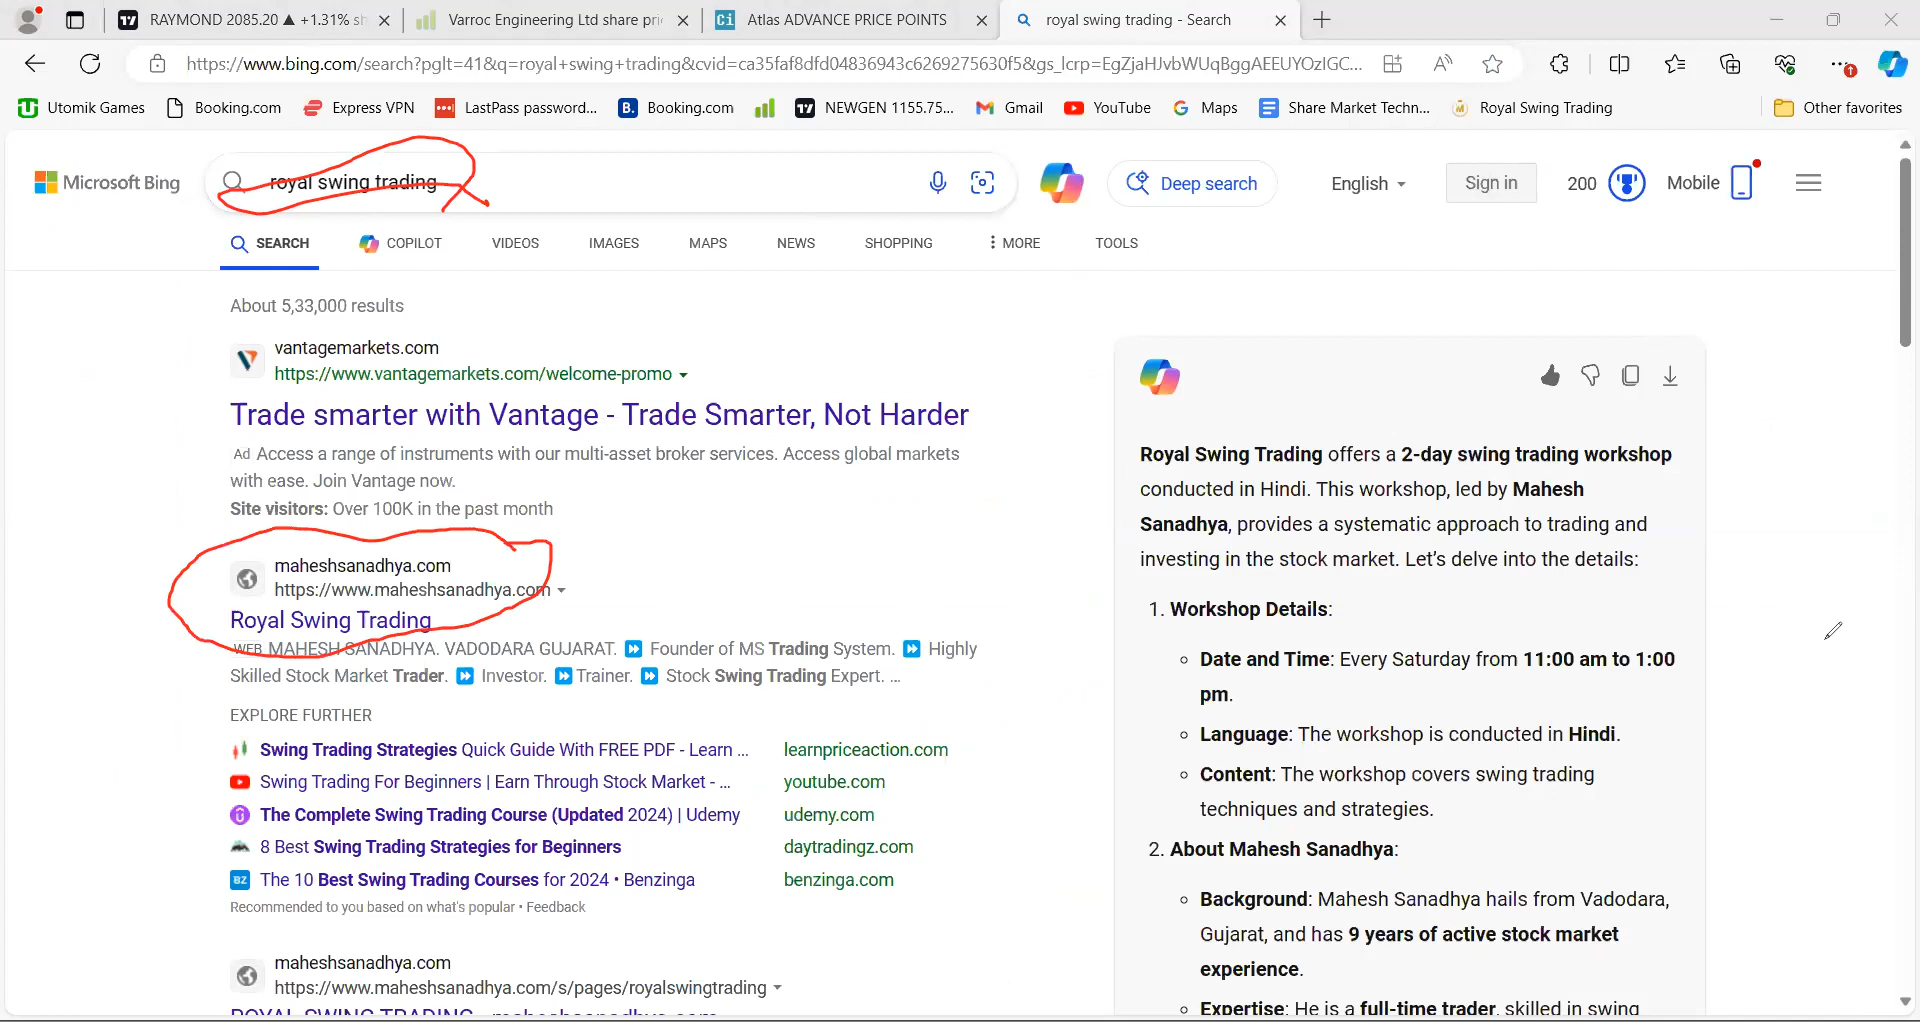 RAYMOND 2085.20 ▲ +1.31% sh
Varroc Engineering Ltd share pri
Atlas ADVANCE PRICE POINTS
royal swing trading - Search
https://www.bing.com/search?pglt=41&q=royal+swing+trading&cvid=ca35faf8dfd04836943c6269275630f5&gs_lcrp=EgZjaHJvbWUqBggAEEUYOzIGC...
Utomik Games
Booking.com
Express VPN
LastPass password...
Booking.com
NEWGEN 1155.75...
Gmail
YouTube
Maps
Share Market Techn...
Royal Swing Trading
Other favorites
Microsoft Bing
royal swing trading
Deep search
English
Sign in
200
Mobile
SEARCH
COPILOT
VIDEOS
IMAGES
MAPS
NEWS
SHOPPING
MORE
TOOLS
About 5,33,000 results
vantagemarkets.com
https://www.vantagemarkets.com/welcome-promo
Trade smarter with Vantage - Trade Smarter, Not Harder
Ad Access a range of instruments with our multi-asset broker services. Access global markets
with ease. Join Vantage now.
Site visitors: Over 100K in the past month
maheshsanadhya.com
https://www.maheshsanadhya.com
Royal Swing Trading
WEB MAHESH SANADHYA. VADODARA GUJARAT. ⏩ Founder of MS Trading System. ⏩ Highly
Skilled Stock Market Trader. ⏩ Investor. ⏩ Trainer. ⏩ Stock Swing Trading Expert. ...
EXPLORE FURTHER
Swing Trading Strategies Quick Guide With FREE PDF - Learn ... learnpriceaction.com
Swing Trading For Beginners | Earn Through Stock Market - ... youtube.com
The Complete Swing Trading Course (Updated 2024) | Udemy udemy.com
8 Best Swing Trading Strategies for Beginners daytradingz.com
BZ The 10 Best Swing Trading Courses for 2024 • Benzinga benzinga.com
Recommended to you based on what's popular • Feedback
maheshsanadhya.com
https://www.maheshsanadhya.com/s/pages/royalswingtrading
ROYAL SWING TRADING - maheshsanadhya.com
Royal Swing Trading offers a 2-day swing trading workshop
conducted in Hindi. This workshop, led by Mahesh
Sanadhya, provides a systematic approach to trading and
investing in the stock market. Let's delve into the details:
1. Workshop Details:
Date and Time: Every Saturday from 11:00 am to 1:00
pm.
Language: The workshop is conducted in Hindi.
Content: The workshop covers swing trading
techniques and strategies.
2. About Mahesh Sanadhya:
Background: Mahesh Sanadhya hails from Vadodara,
Gujarat, and has 9 years of active stock market
experience.
Expertise: He is a full-time trader, skilled in swing